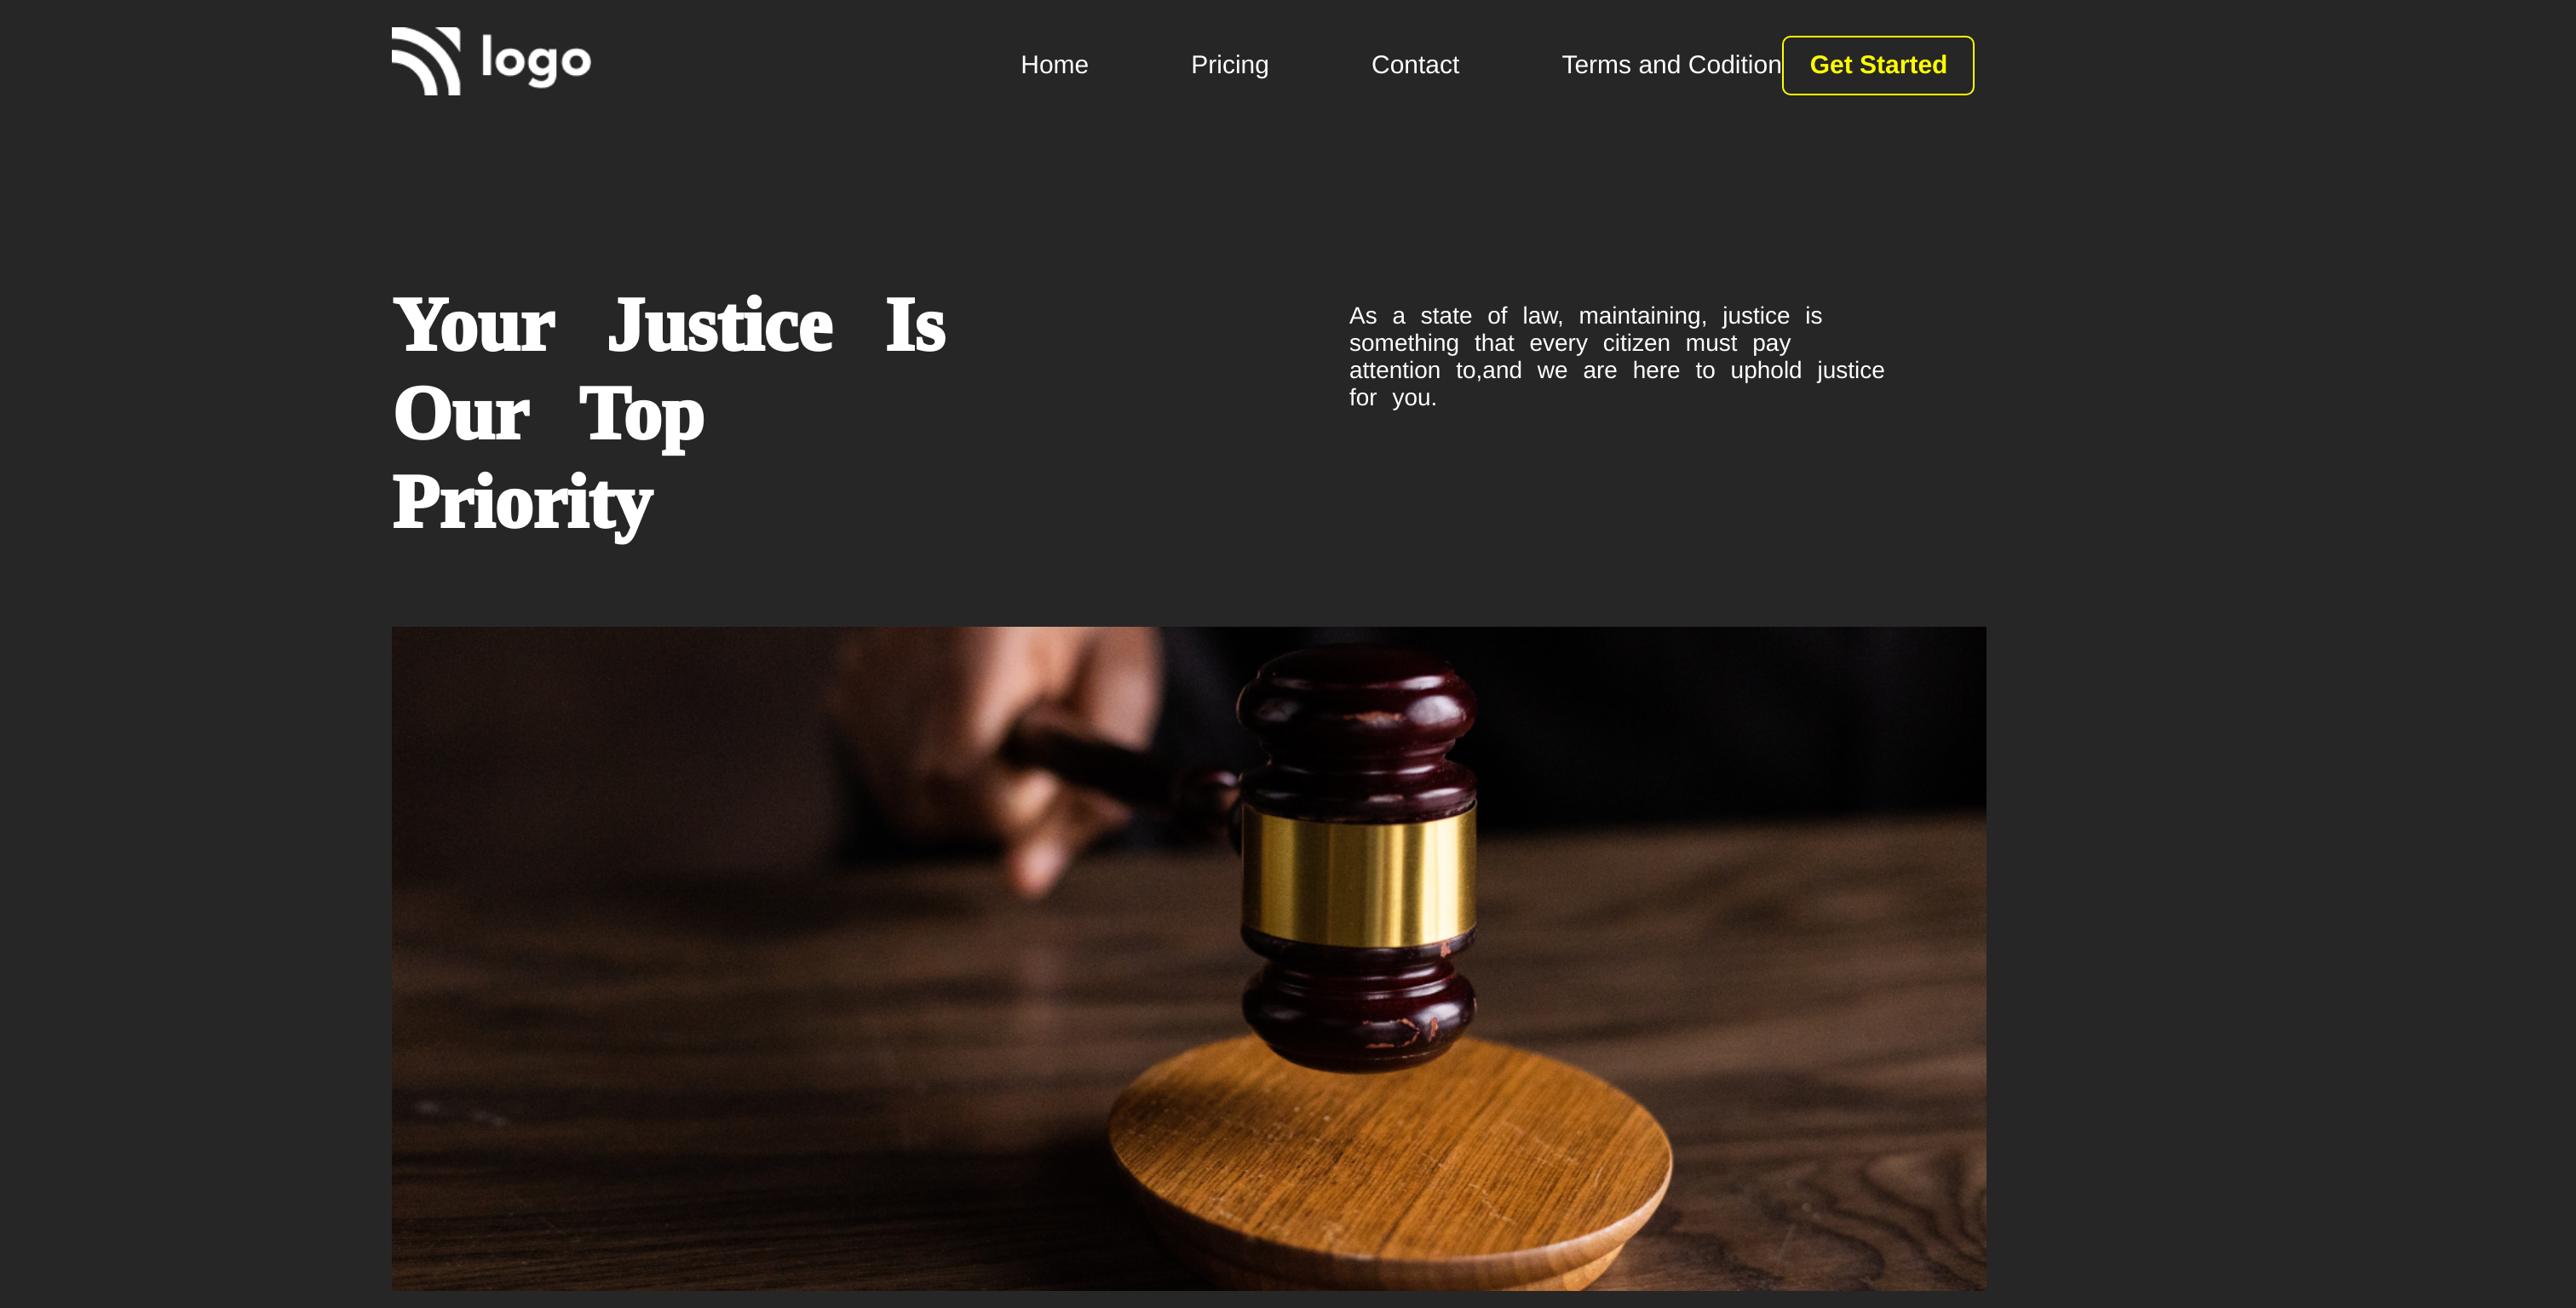 logo
Home Pricing Contact Terms and Codition Get Started
Your Justice Is
Our Top
Priority
As a state of law, maintaining, justice is
something that every citizen must pay
attention to,and we are here to uphold justice
for you.